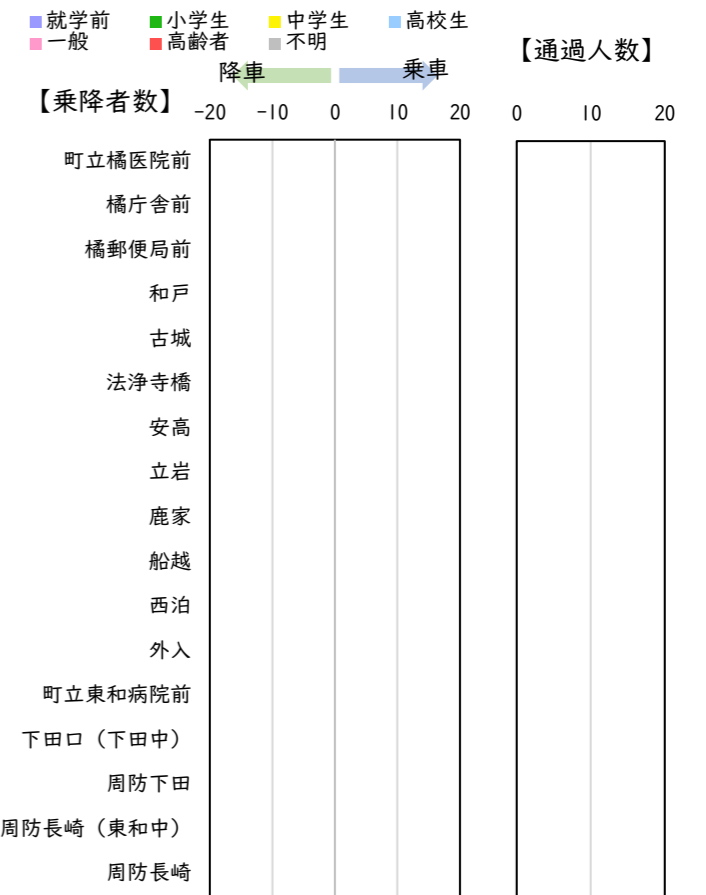 就学前 小学生 中学生 高校生
一般 高齢者 不明
【通過人数】
降車 乗車
【乗降者数】 -20 -10 0 10 20 0 10 20
町立橘医院前
橘庁舎前
橘郵便局前
和戸
古城
法浄寺橋
安高
立岩
鹿家
船越
西泊
外入
町立東和病院前
下田口（下田中）
周防下田
周防長崎（東和中）
周防長崎